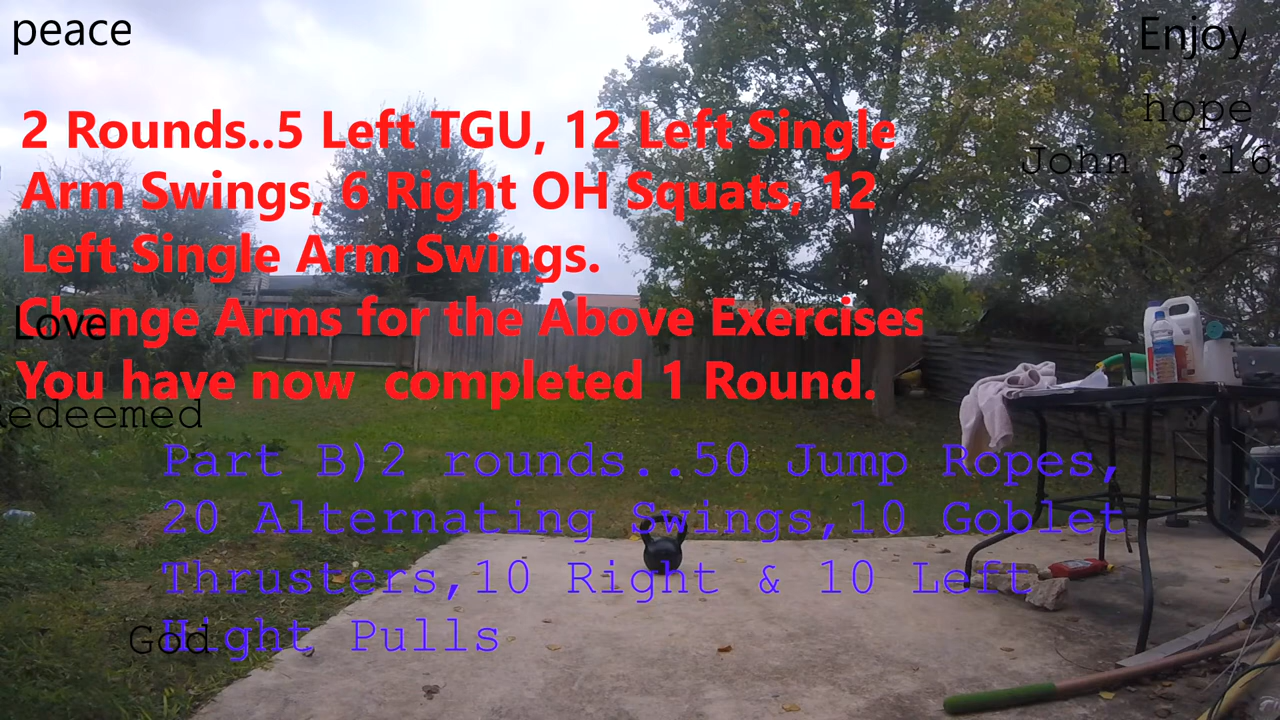 peace
Enjoy
hope
John 3:16
2 Rounds..5 Left TGU, 12 Left Single
Arm Swings, 6 Right OH Squats, 12
Left Single Arm Swings.
Change Arms for the Above Exercises
Love
You have now  completed 1 Round.
Redeemed
Part B)2 rounds..50 Jump Ropes,
20 Alternating Swings,10 Goblet
Thrusters,10 Right & 10 Left
Hight Pulls
God